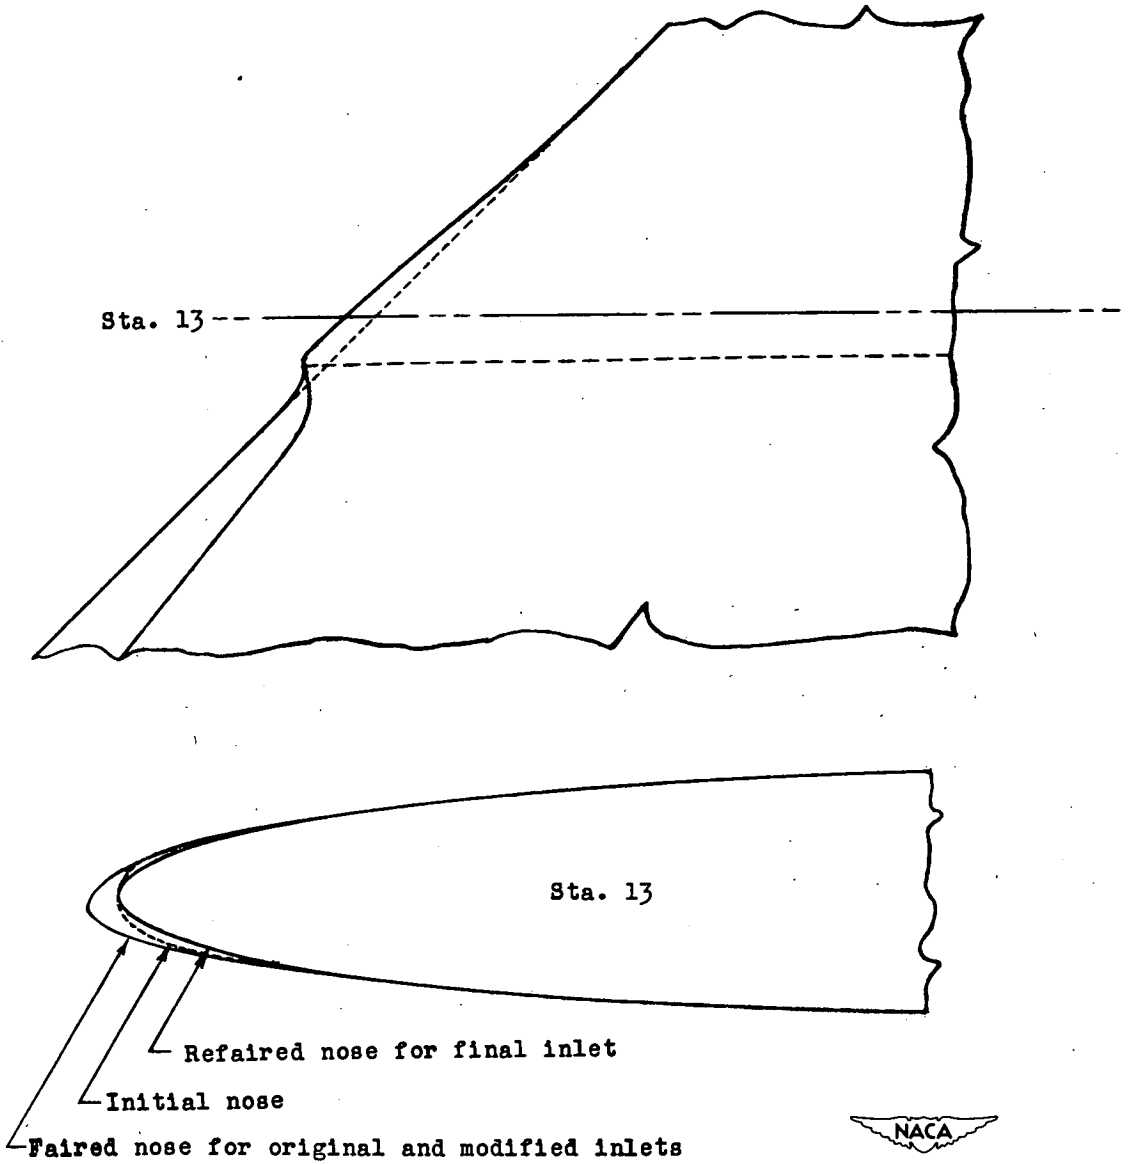 Sta. 13
Sta. 13
Refaired nose for final inlet
Initial nose
Faired nose for original and modified inlets
NACA